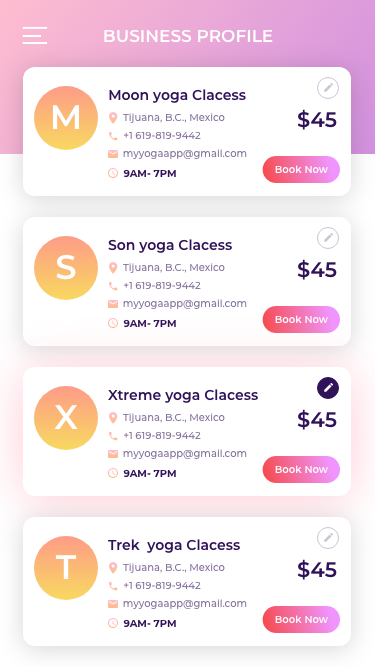 BUSINESS PROFILE
M
Moon yoga Clacess
Tijuana, B.C., Mexico
+1 619-819-9442
myyogaapp@gmail.com
9AM- 7PM
$45
Book Now
S
Son yoga Clacess
Tijuana, B.C., Mexico
+1 619-819-9442
myyogaapp@gmail.com
9AM- 7PM
$45
Book Now
X
Xtreme yoga Clacess
Tijuana, B.C., Mexico
+1 619-819-9442
myyogaapp@gmail.com
9AM- 7PM
$45
Book Now
T
Trek  yoga Clacess
Tijuana, B.C., Mexico
+1 619-819-9442
myyogaapp@gmail.com
9AM- 7PM
$45
Book Now